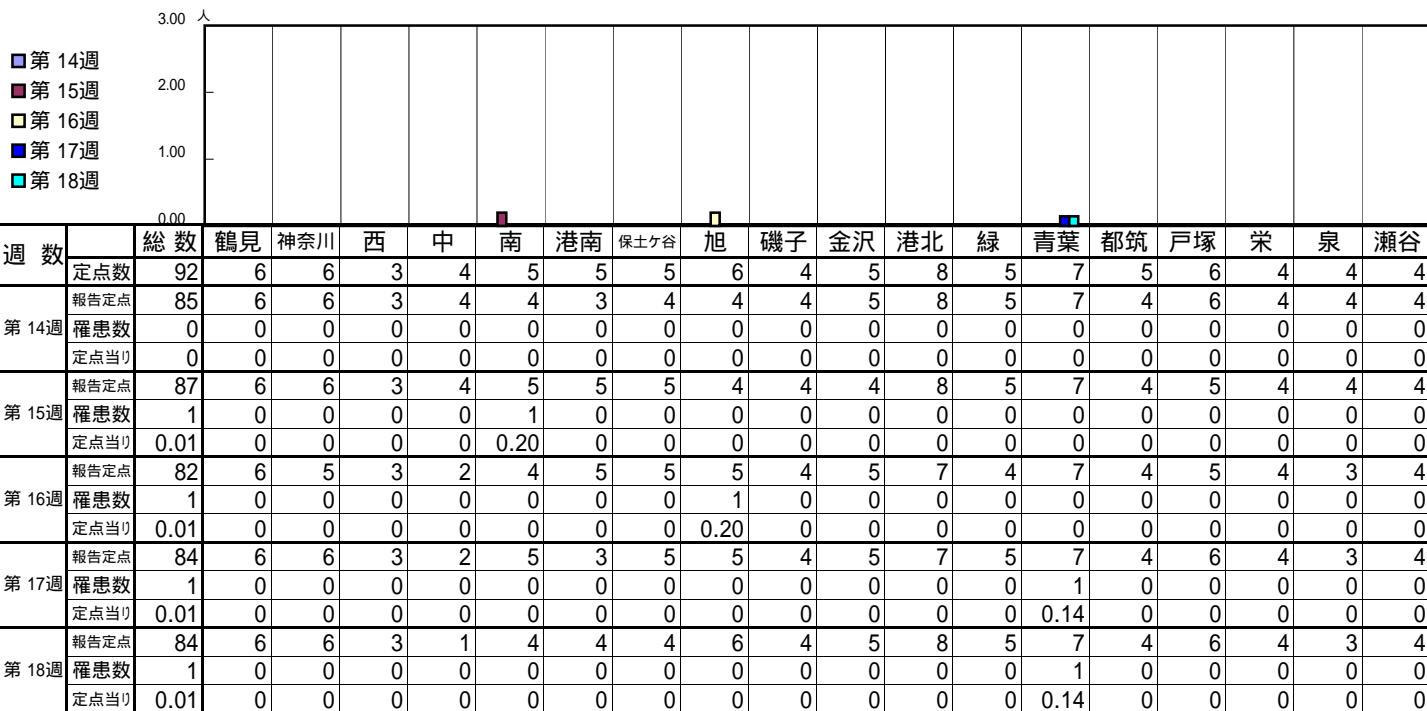 3.00 人
第 14週
2.00
第 15週
第 16週
1.00
第 17週
第 18週
0.00
週 数 総 数 鶴見 神奈川 西 中 南 港南 保土ケ谷 旭 磯子 金沢 港北 緑 青葉 都筑 戸塚 栄 泉 瀬谷
定点数 92 6 6 3 4 5 5 5 6 4 5 8 5 7 5 6 4 4 4
第 14週 報告定点 85 6 6 3 4 4 3 4 4 4 5 8 5 7 4 6 4 4 4
罹患数 0 0 0 0 0 0 0 0 0 0 0 0 0 0 0 0 0 0 0
定点当り 0 0 0 0 0 0 0 0 0 0 0 0 0 0 0 0 0 0 0
第 15週 報告定点 87 6 6 3 4 5 5 5 4 4 4 8 5 7 4 5 4 4 4
罹患数 1 0 0 0 0 1 0 0 0 0 0 0 0 0 0 0 0 0 0
定点当り 0.01 0 0 0 0 0.20 0 0 0 0 0 0 0 0 0 0 0 0 0
第 16週 報告定点 82 6 5 3 2 4 5 5 5 4 5 7 4 7 4 5 4 3 4
罹患数 1 0 0 0 0 0 0 0 1 0 0 0 0 0 0 0 0 0 0
定点当り 0.01 0 0 0 0 0 0 0 0.20 0 0 0 0 0 0 0 0 0 0
第 17週 報告定点 84 6 6 3 2 5 3 5 5 4 5 7 5 7 4 6 4 3 4
罹患数 1 0 0 0 0 0 0 0 0 0 0 0 0 1 0 0 0 0 0
定点当り 0.01 0 0 0 0 0 0 0 0 0 0 0 0 0.14 0 0 0 0 0
第 18週 報告定点 84 6 6 3 1 4 4 4 6 4 5 8 5 7 4 6 4 3 4
罹患数 1 0 0 0 0 0 0 0 0 0 0 0 0 1 0 0 0 0 0
定点当り 0.01 0 0 0 0 0 0 0 0 0 0 0 0 0.14 0 0 0 0 0